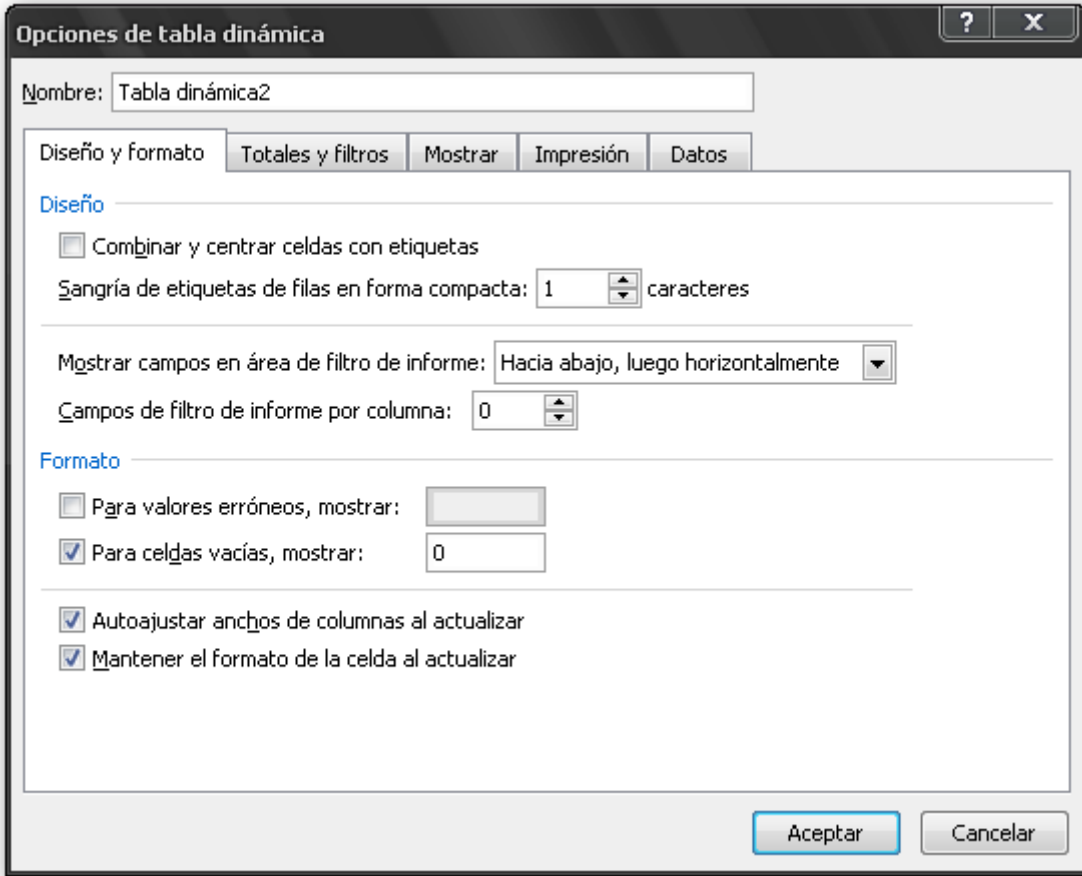 Opciones de tabla dinámica
Nombre: Tabla dinámica2
Diseño y formato Totales y filtros Mostrar Impresión Datos
Diseño
Combinar y centrar celdas con etiquetas
Sangría de etiquetas de filas en forma compacta: 1 caracteres
Mostrar campos en área de filtro de informe: Hacia abajo, luego horizontalmente
Campos de filtro de informe por columna: 0
Formato
Para valores erróneos, mostrar:
Para celdas vacías, mostrar: 0
Autoajustar anchos de columnas al actualizar
Mantener el formato de la celda al actualizar
Aceptar Cancelar